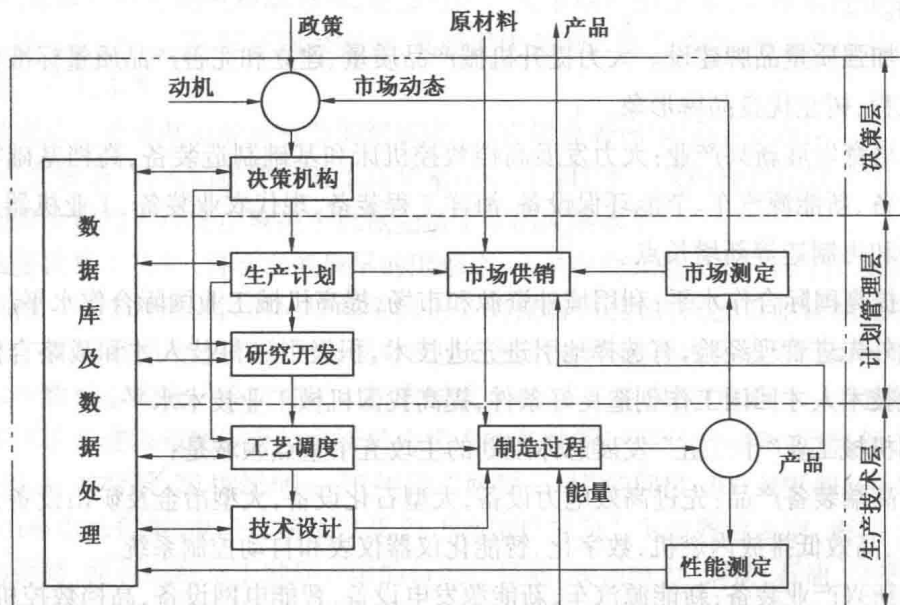 政策
原材料
产品
动机
市场动态
决策机构
数据库及数据处理
生产计划
市场供销
市场测定
研究开发
工艺调度
制造过程
产品
能量
技术设计
性能测定
决策层
计划管理层
生产技术层